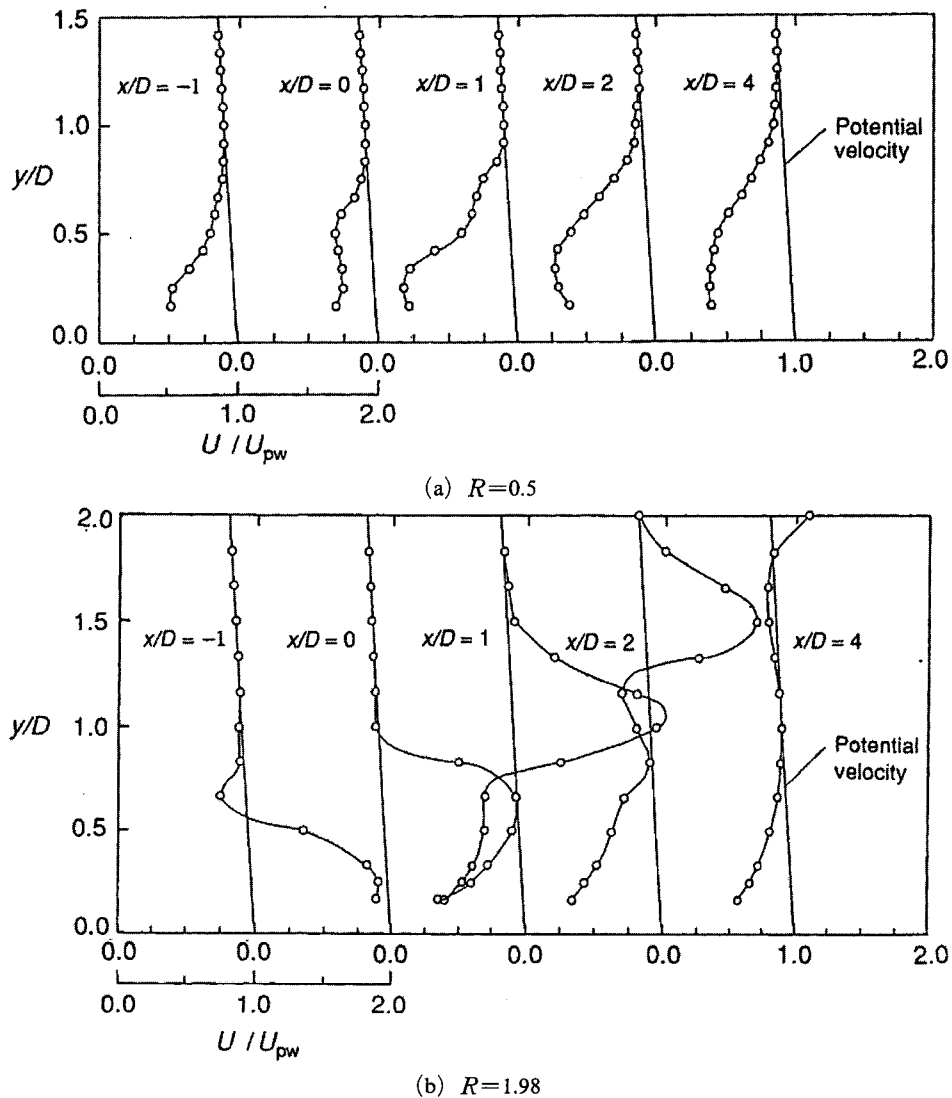 1.5
x/D = −1 x/D = 0 x/D = 1 x/D = 2 x/D = 4
1.0
Potential
velocity
y/D
0.5
0.0
0.0 0.0 0.0 0.0 0.0 1.0 2.0
0.0 1.0 2.0
U / Upw
(a) R=0.5
2.0
1.5
x/D = −1 x/D = 0 x/D = 1 x/D = 2 x/D = 4
y/D 1.0
Potential
velocity
0.5
0.0
0.0 0.0 0.0 0.0 0.0 1.0 2.0
0.0 1.0 2.0
U / Upw
(b) R=1.98